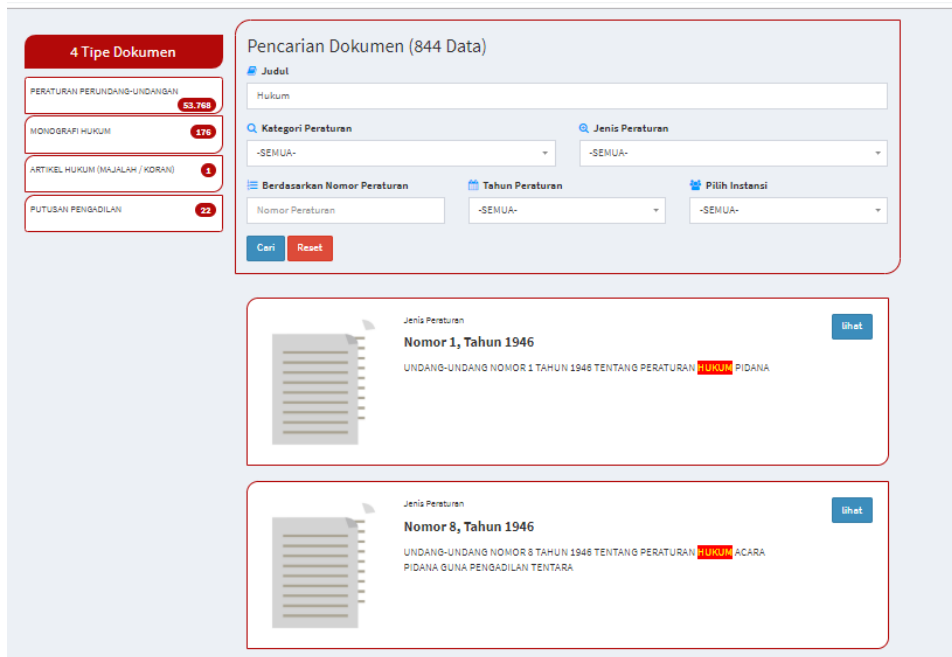 4 Tipe Dokumen
PERATURAN PERUNDANG-UNDANGAN
53.768
MONOGRAFI HUKUM 176
ARTIKEL HUKUM (MAJALAH / KORAN) 1
PUTUSAN PENGADILAN 22
Pencarian Dokumen (844 Data)
Judul
Hukum
Kategori Peraturan Jenis Peraturan
-SEMUA- -SEMUA-
Berdasarkan Nomor Peraturan Tahun Peraturan Pilih Instansi
Nomor Peraturan -SEMUA- -SEMUA-
Cari Reset
Jenis Peraturan
lihat
Nomor 1, Tahun 1946
UNDANG-UNDANG NOMOR 1 TAHUN 1946 TENTANG PERATURAN HUKUM PIDANA
Jenis Peraturan
lihat
Nomor 8, Tahun 1946
UNDANG-UNDANG NOMOR 8 TAHUN 1946 TENTANG PERATURAN HUKUM ACARA
PIDANA GUNA PENGADILAN TENTARA